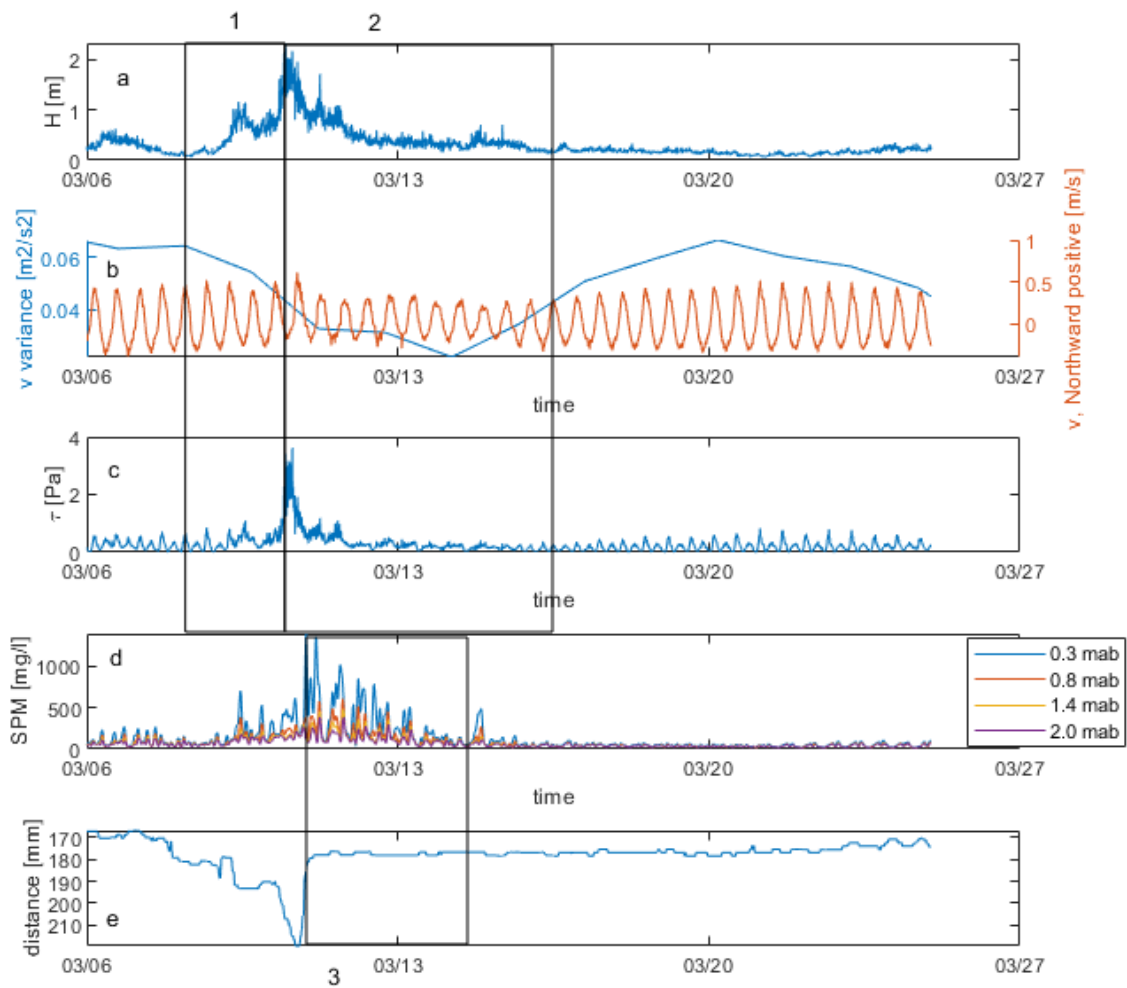 1 2
a
H [m]
2
1
0
03/06 03/13 03/20 03/27
b
v variance [m2/s2]
0.06
0.04
v, Northward positive [m/s]
1
0.5
0
03/06 03/13 03/20 03/27
time
c
τ [Pa]
4
2
0
03/06 03/13 03/20 03/27
time
d
SPM [mg/l]
1000
500
0
0.3 mab
0.8 mab
1.4 mab
2.0 mab
03/06 03/13 03/20 03/27
time
distance [mm]
170
180
190
200
210
e
03/06 03/13 03/20 03/27
3